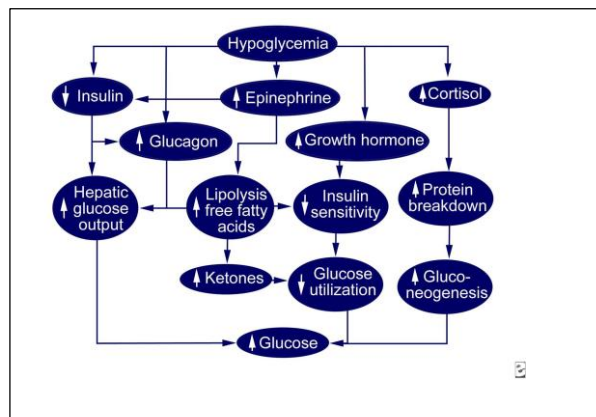 Hypoglycemia
Insulin
Epinephrine
Cortisol
Glucagon
Growth hormone
Hepatic
glucose
output
Lipolysis
free fatty
acids
Insulin
sensitivity
Protein
breakdown
Ketones
Glucose
utilization
Gluco-
neogenesis
Glucose